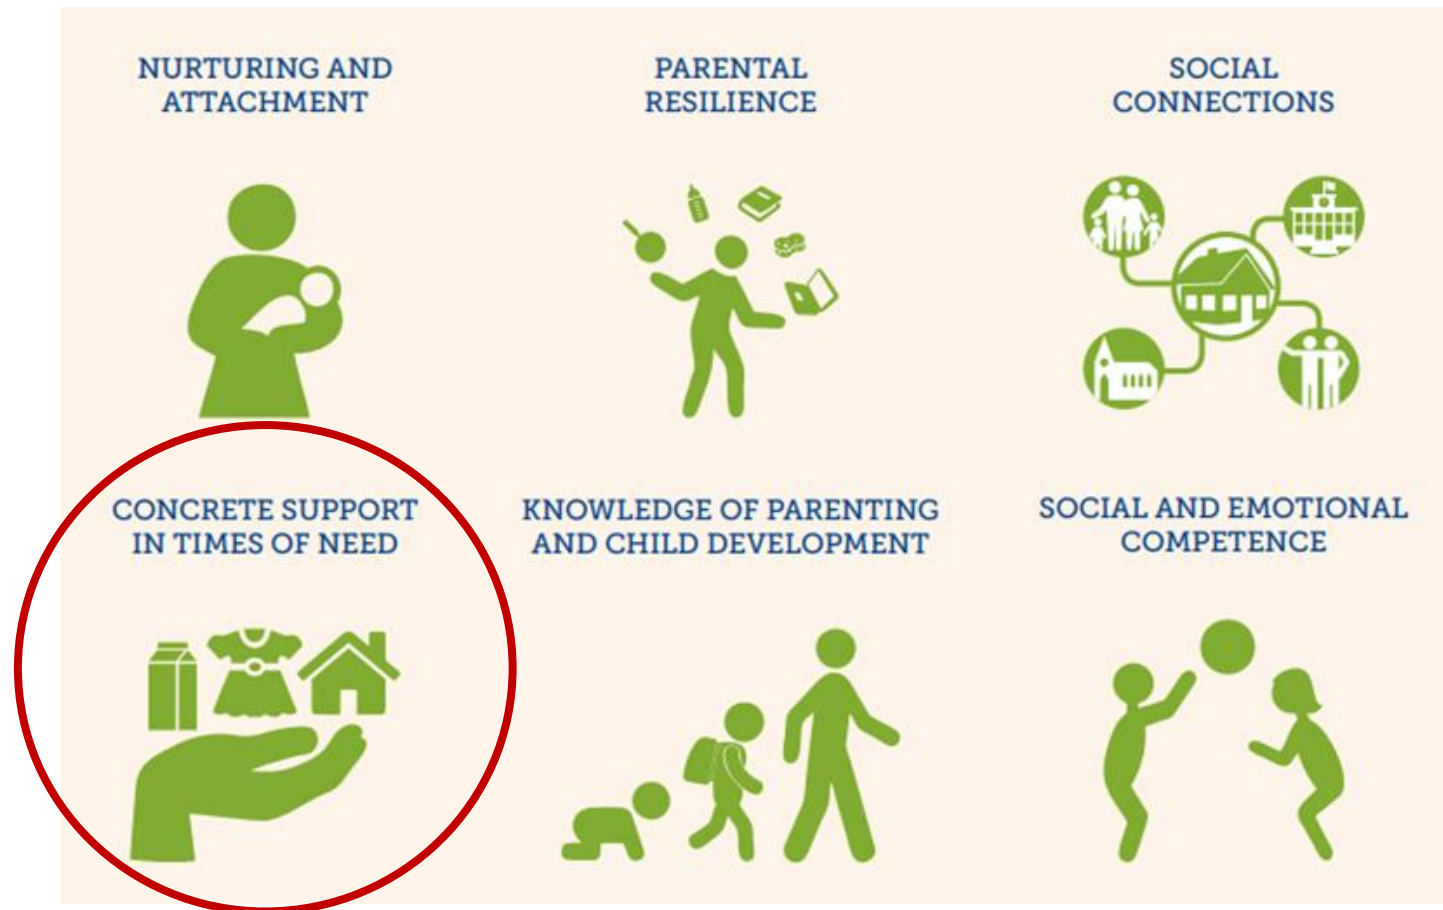 NURTURING AND
ATTACHMENT
PARENTAL
RESILIENCE
SOCIAL
CONNECTIONS
CONCRETE SUPPORT
IN TIMES OF NEED
KNOWLEDGE OF PARENTING
AND CHILD DEVELOPMENT
SOCIAL AND EMOTIONAL
COMPETENCE